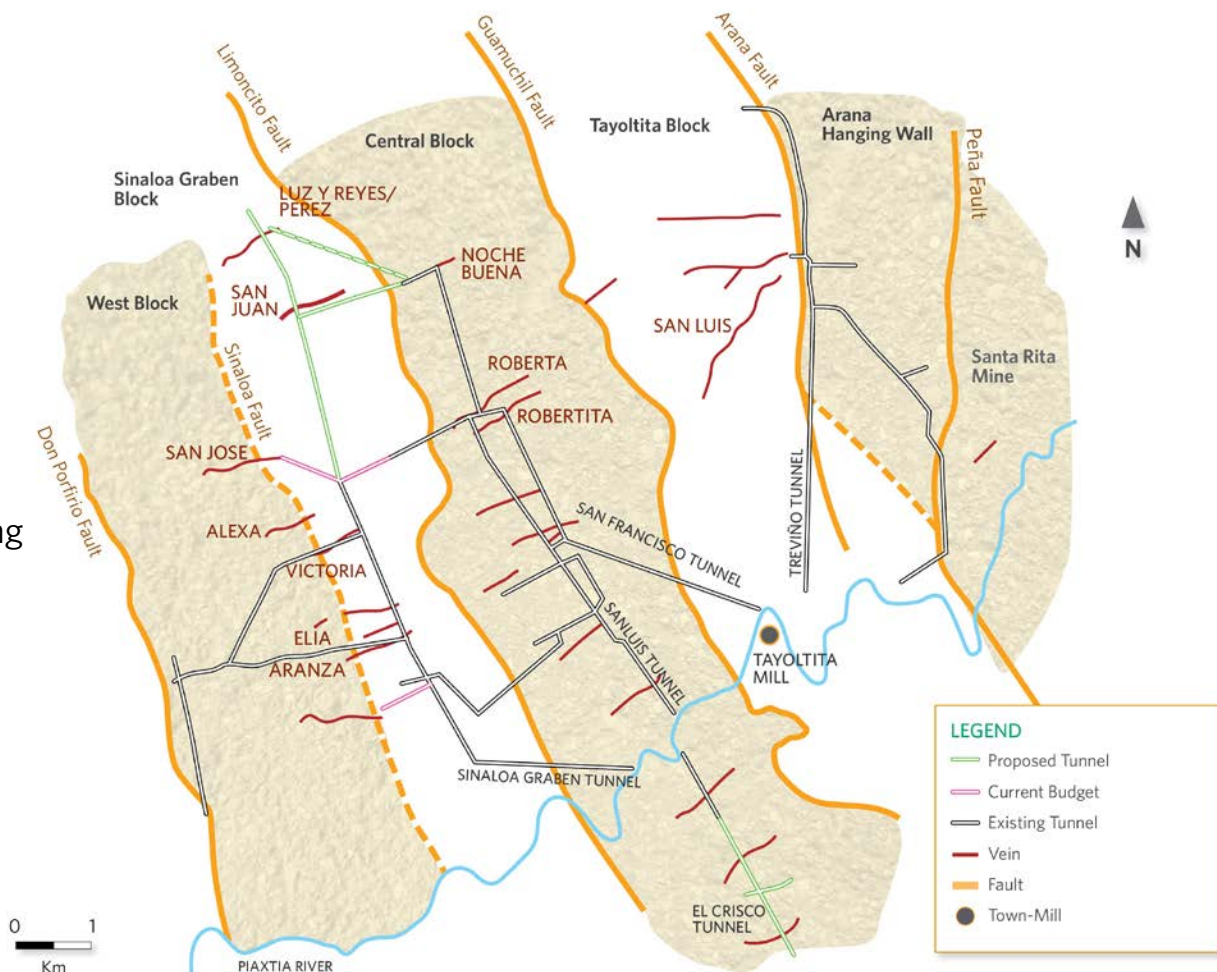 Limoncito Fault
Guamuchil Fault
Arana Fault
Peña Fault
Central Block
Tayoltita Block
Arana
Hanging Wall
Sinaloa Graben
Block
LUZ Y REYES/
PEREZ
N
NOCHE
BUENA
West Block
SAN
JUAN
Sinaloa Fault
SAN LUIS
Santa Rita
Mine
ROBERTA
ROBERTITA
Don Porfirio Fault
SAN JOSE
TREVIÑO TUNNEL
ng
ALEXA
SAN FRANCISCO TUNNEL
VICTORIA
SANLUIS TUNNEL
ELIA
ARANZA
TAYOLTITA
MILL
SINALOA GRABEN TUNNEL
EL CRISCO
TUNNEL
0 1
Km
PIAXTIA RIVER
LEGEND
Proposed Tunnel
Current Budget
Existing Tunnel
Vein
Fault
Town-Mill